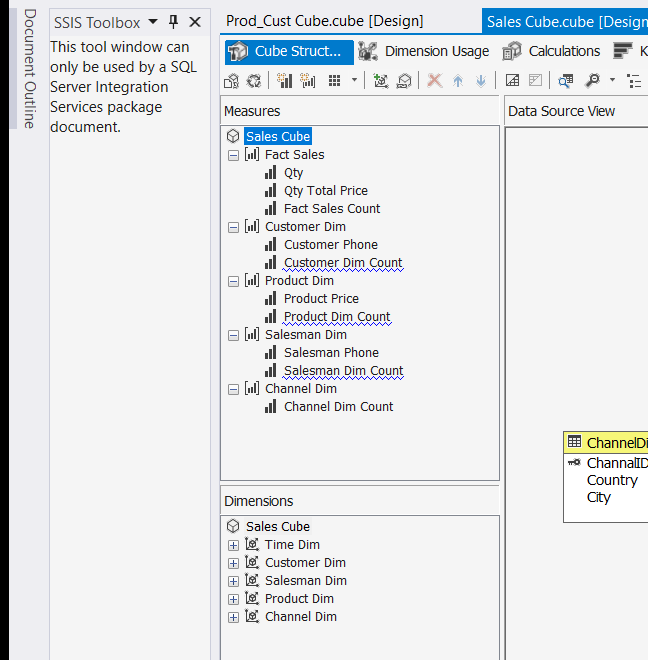 Document Outline
SSIS Toolbox
This tool window can
only be used by a SQL
Server Integration
Services package
document.
Prod_Cust Cube.cube [Design]
Sales Cube.cube [Design
Cube Struct...
Dimension Usage
Calculations
K
Measures
Sales Cube
Fact Sales
Qty
Qty Total Price
Fact Sales Count
Customer Dim
Customer Phone
Customer Dim Count
Product Dim
Product Price
Product Dim Count
Salesman Dim
Salesman Phone
Salesman Dim Count
Channel Dim
Channel Dim Count
Dimensions
Sales Cube
Time Dim
Customer Dim
Salesman Dim
Product Dim
Channel Dim
Data Source View
ChannelDi
ChannalID
Country
City